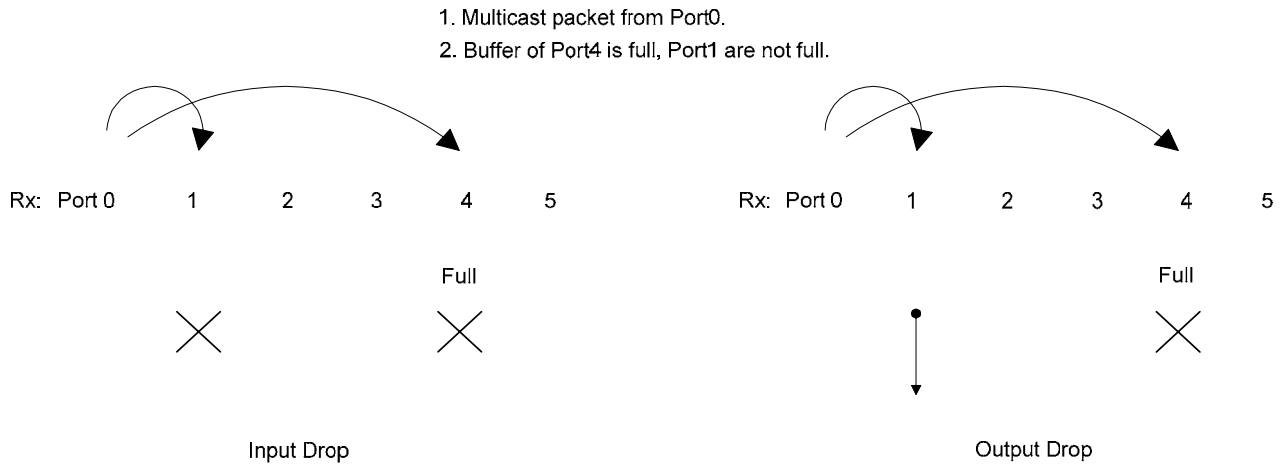 1. Multicast packet from Port0.
2. Buffer of Port4 is full, Port1 are not full.
Rx: Port 0 1 2 3 4 5
Full
Input Drop
Rx: Port 0 1 2 3 4 5
Full
Output Drop